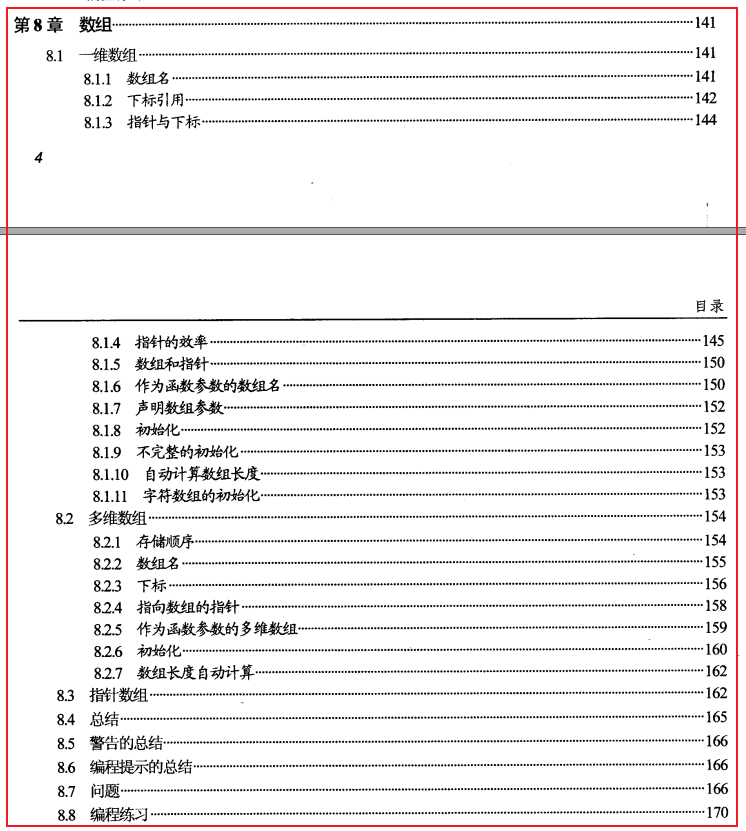 第8章 数组 141
8.1 一维数组 141
8.1.1 数组名 141
8.1.2 下标引用 142
8.1.3 指针与下标 144
4
目录
8.1.4 指针的效率 145
8.1.5 数组和指针 150
8.1.6 作为函数参数的数组名 150
8.1.7 声明数组参数 152
8.1.8 初始化 152
8.1.9 不完整的初始化 153
8.1.10 自动计算数组长度 153
8.1.11 字符数组的初始化 153
8.2 多维数组 154
8.2.1 存储顺序 154
8.2.2 数组名 155
8.2.3 下标 156
8.2.4 指向数组的指针 158
8.2.5 作为函数参数的多维数组 159
8.2.6 初始化 160
8.2.7 数组长度自动计算 162
8.3 指针数组 162
8.4 总结 165
8.5 警告的总结 166
8.6 编程提示的总结 166
8.7 问题 166
8.8 编程练习 170